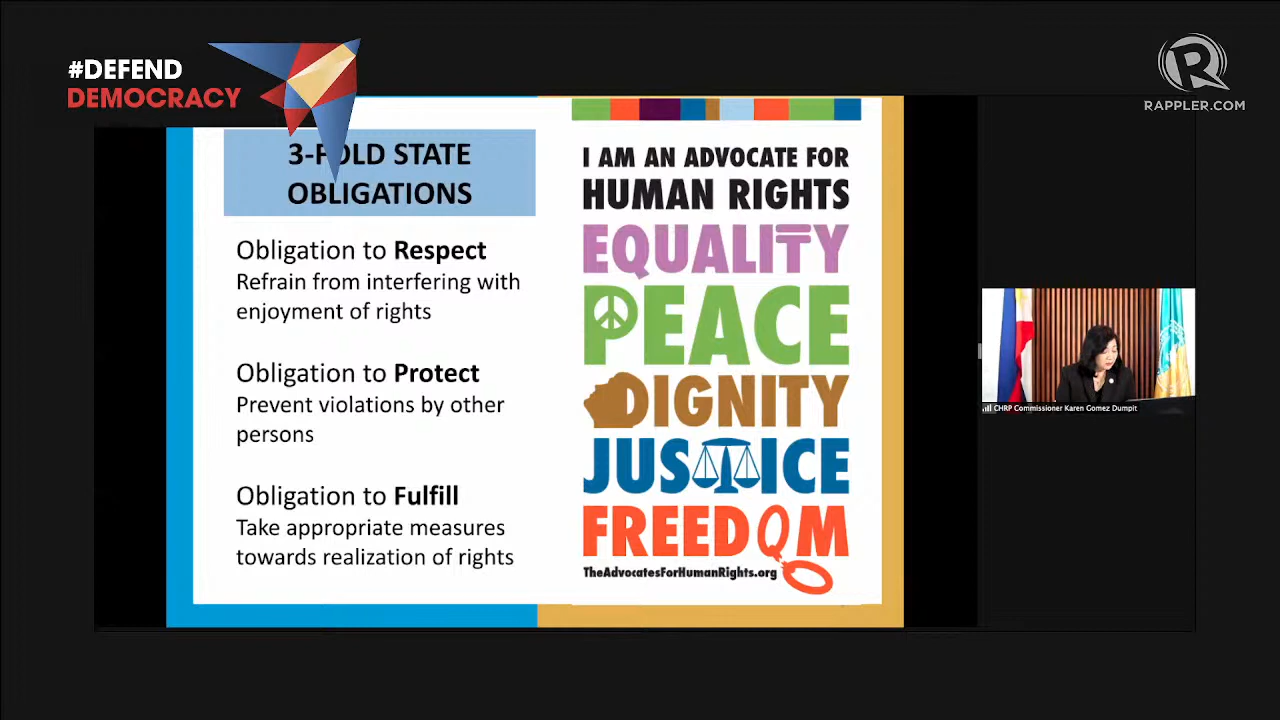 #DEFEND
DEMOCRACY
R
RAPPLER.COM
3-FOLD STATE
OBLIGATIONS
Obligation to Respect
Refrain from interfering with
enjoyment of rights
Obligation to Protect
Prevent violations by other
persons
Obligation to Fulfill
Take appropriate measures
towards realization of rights
I AM AN ADVOCATE FOR
HUMAN RIGHTS
EQUALITY
PEACE
DIGNITY
JUSTICE
FREEDOM
TheAdvocatesForHumanRights.org
CHRP Commissioner Karen Gomez Dumpit